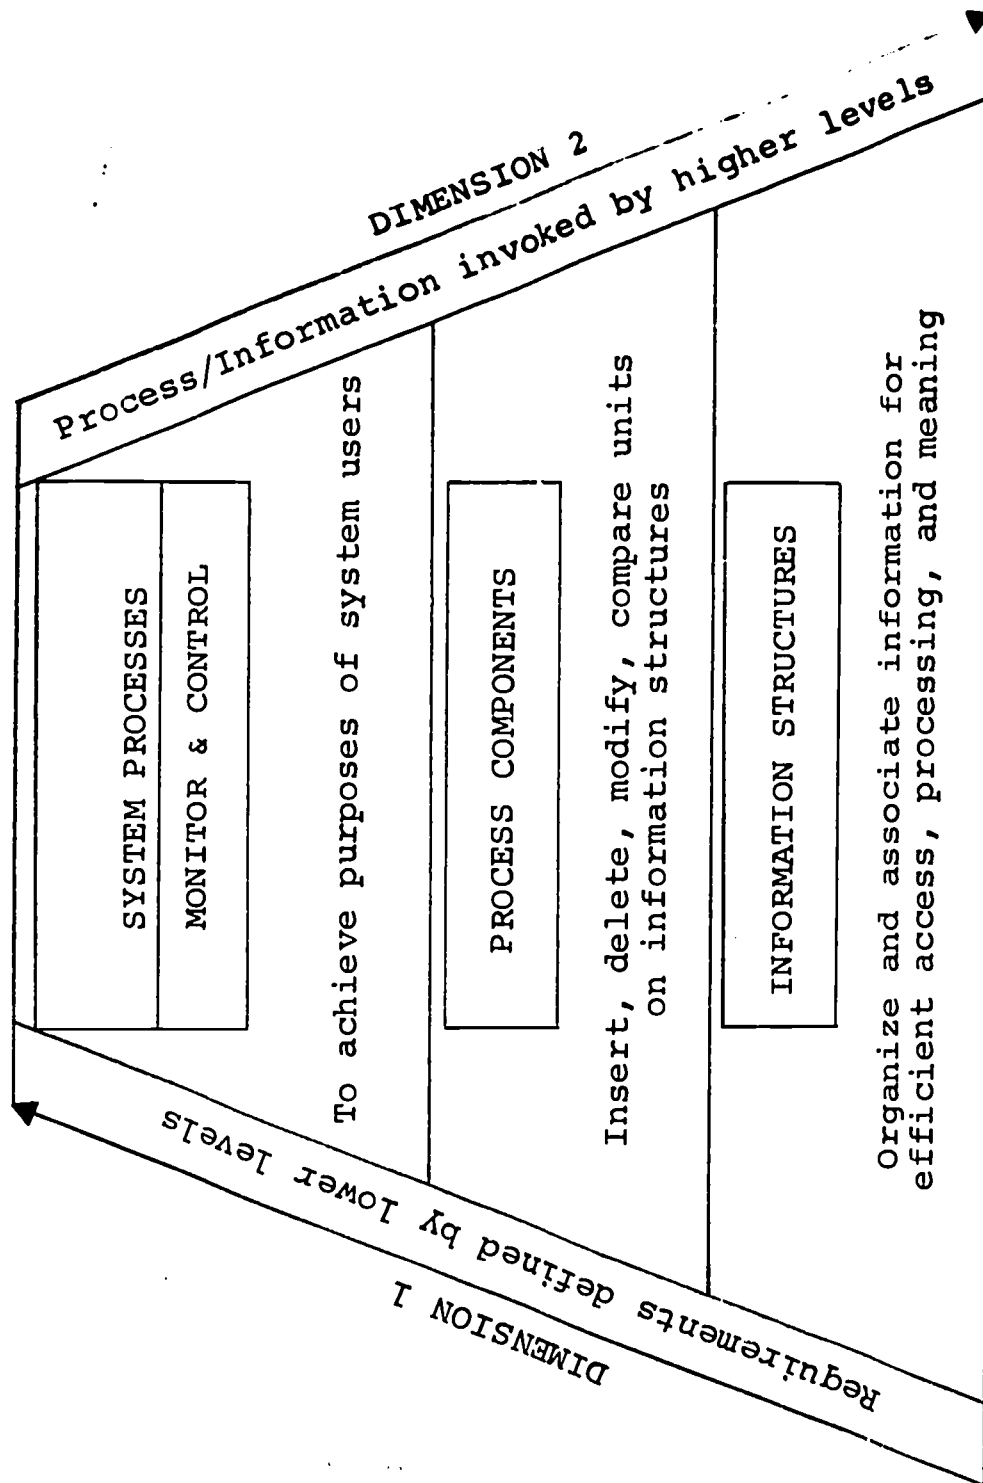 DIMENSION 1
Requirements defined by lower levels
SYSTEM PROCESSES
MONITOR & CONTROL
To achieve purposes of system users
PROCESS COMPONENTS
Insert, delete, modify, compare units
on information structures
INFORMATION STRUCTURES
Organize and associate information for
efficient access, processing, and meaning
Process/Information invoked by higher levels
DIMENSION 2